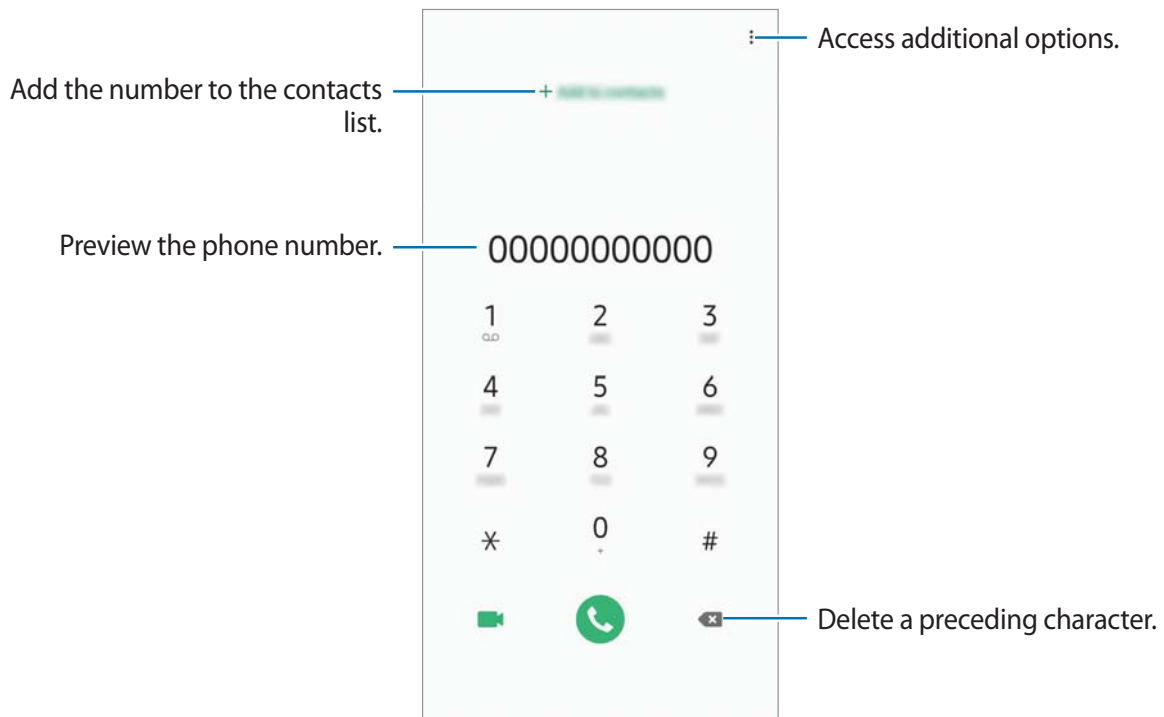 Access additional options.
Add the number to the contacts
list.
Preview the phone number.
00000000000
1 2 3
4 5 6
7 8 9
0
+
#
Delete a preceding character.